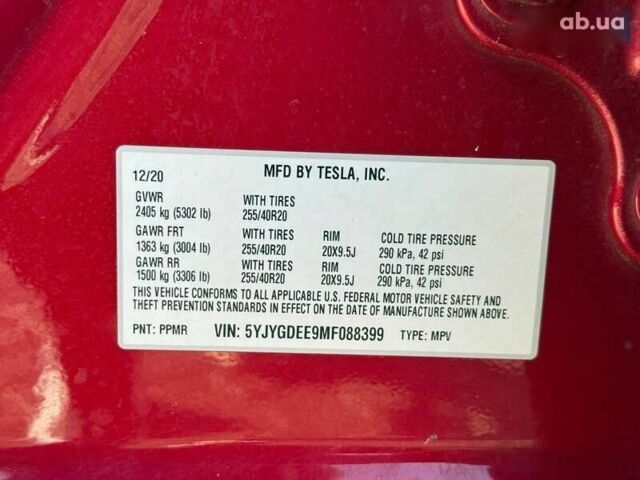 ab.ua
12/20 MFD BY TESLA, INC.
GVWR WITH TIRES
2405 kg (5302 lb) 255/40R20
GAWR FRT WITH TIRES RIM COLD TIRE PRESSURE
1363 kg (3004 lb) 255/40R20 20X9.5J 290 kPa, 42 psi
GAWR RR WITH TIRES RIM COLD TIRE PRESSURE
1500 kg (3306 lb) 255/40R20 20X9.5J 290 kPa, 42 psi
THIS VEHICLE CONFORMS TO ALL APPLICABLE U.S. FEDERAL MOTOR VEHICLE SAFETY AND
THEFT PREVENTION STANDARDS IN EFFECT ON THE DATE OF MANUFACTURE SHOWN ABOVE.
PNT: PPMR VIN: 5YJYGDEE9MF088399 TYPE: MPV